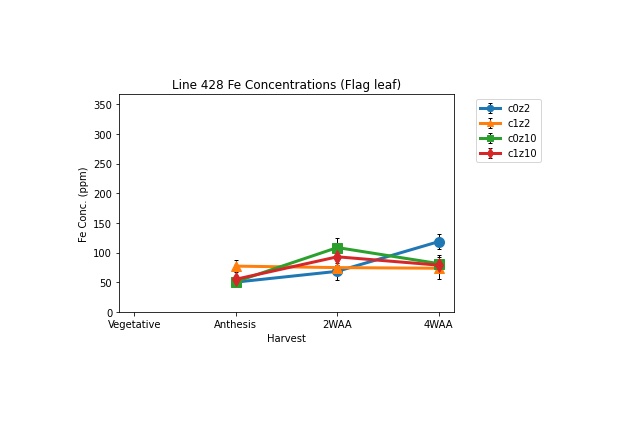 Line 428 Fe Concentrations (Flag leaf)
350
300
250
200
150
100
50
0
Fe Conc. (ppm)
Vegetative Anthesis 2WAA 4WAA
Harvest
c0z2
c1z2
c0z10
c1z10